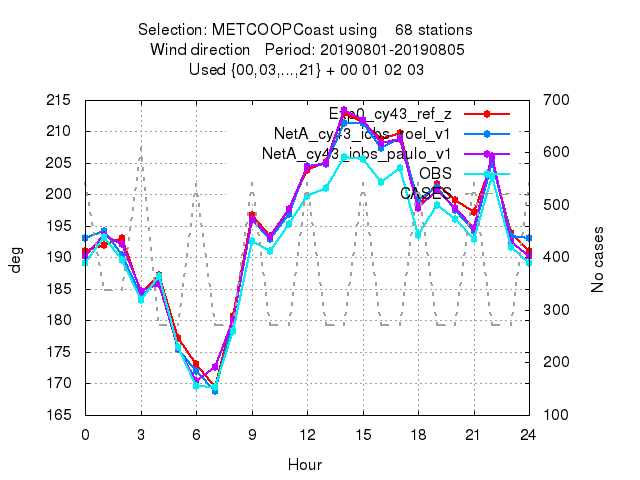 Selection: METCOOPCoast using 68 stations
Wind direction Period: 20190801-20190805
Used {00,03,...,21} + 00 01 02 03
215
210
205
200
195
190
185
180
175
170
165
deg
700
600
500
400
300
200
100
No cases
Exp0_cy43_ref_z
NetA_cy43_iobs_roel_v1
NetA_cy43_iobs_paulo_v1
OBS
CASES
0 3 6 9 12 15 18 21 24
Hour